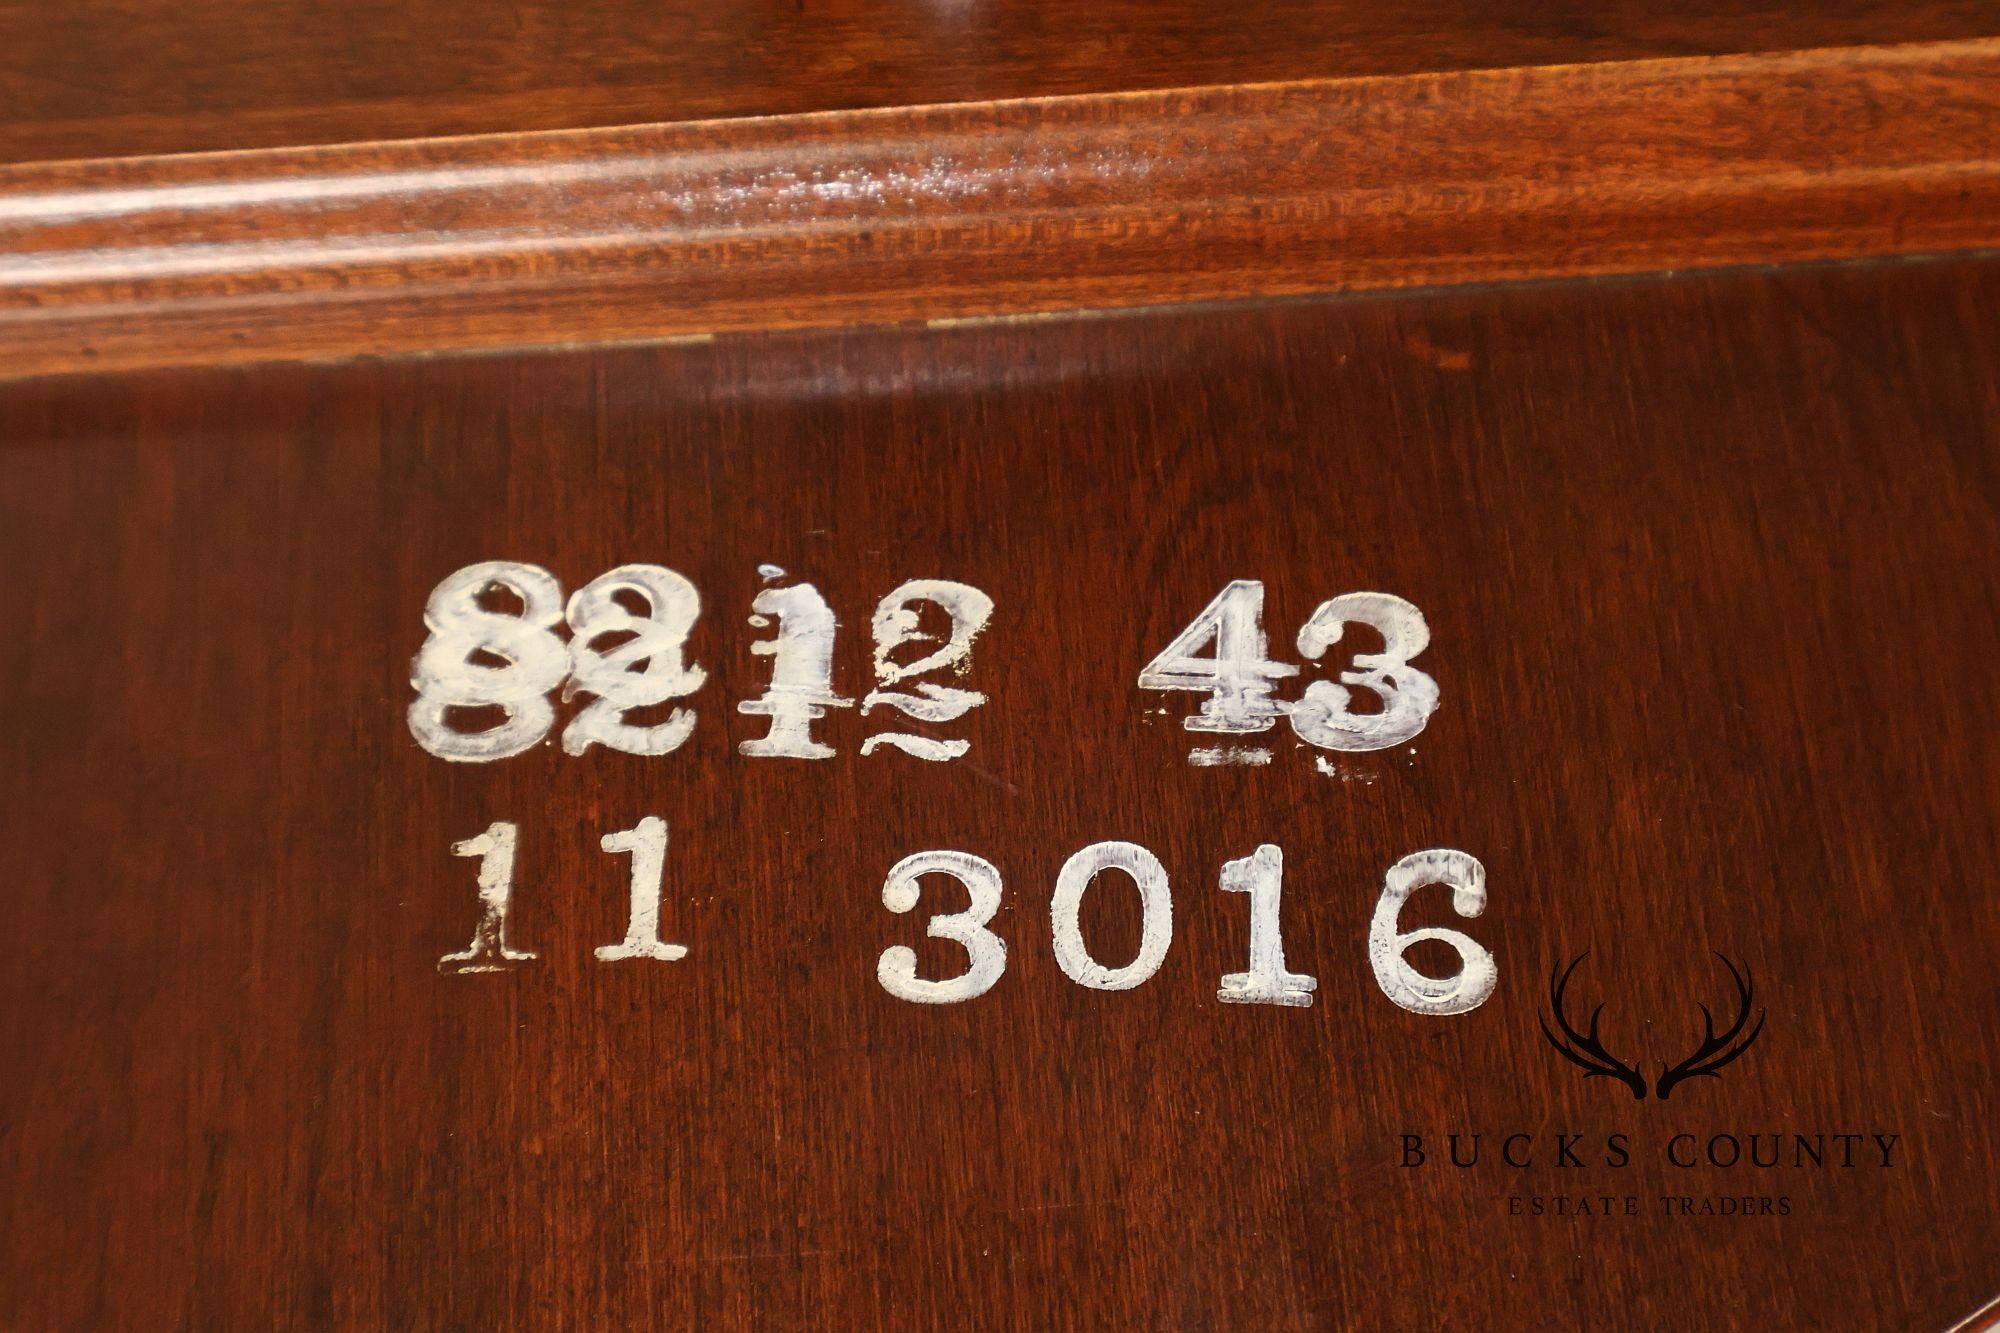 8212 43
11 3016
BUCKS COUNTY
ESTATE TRADERS